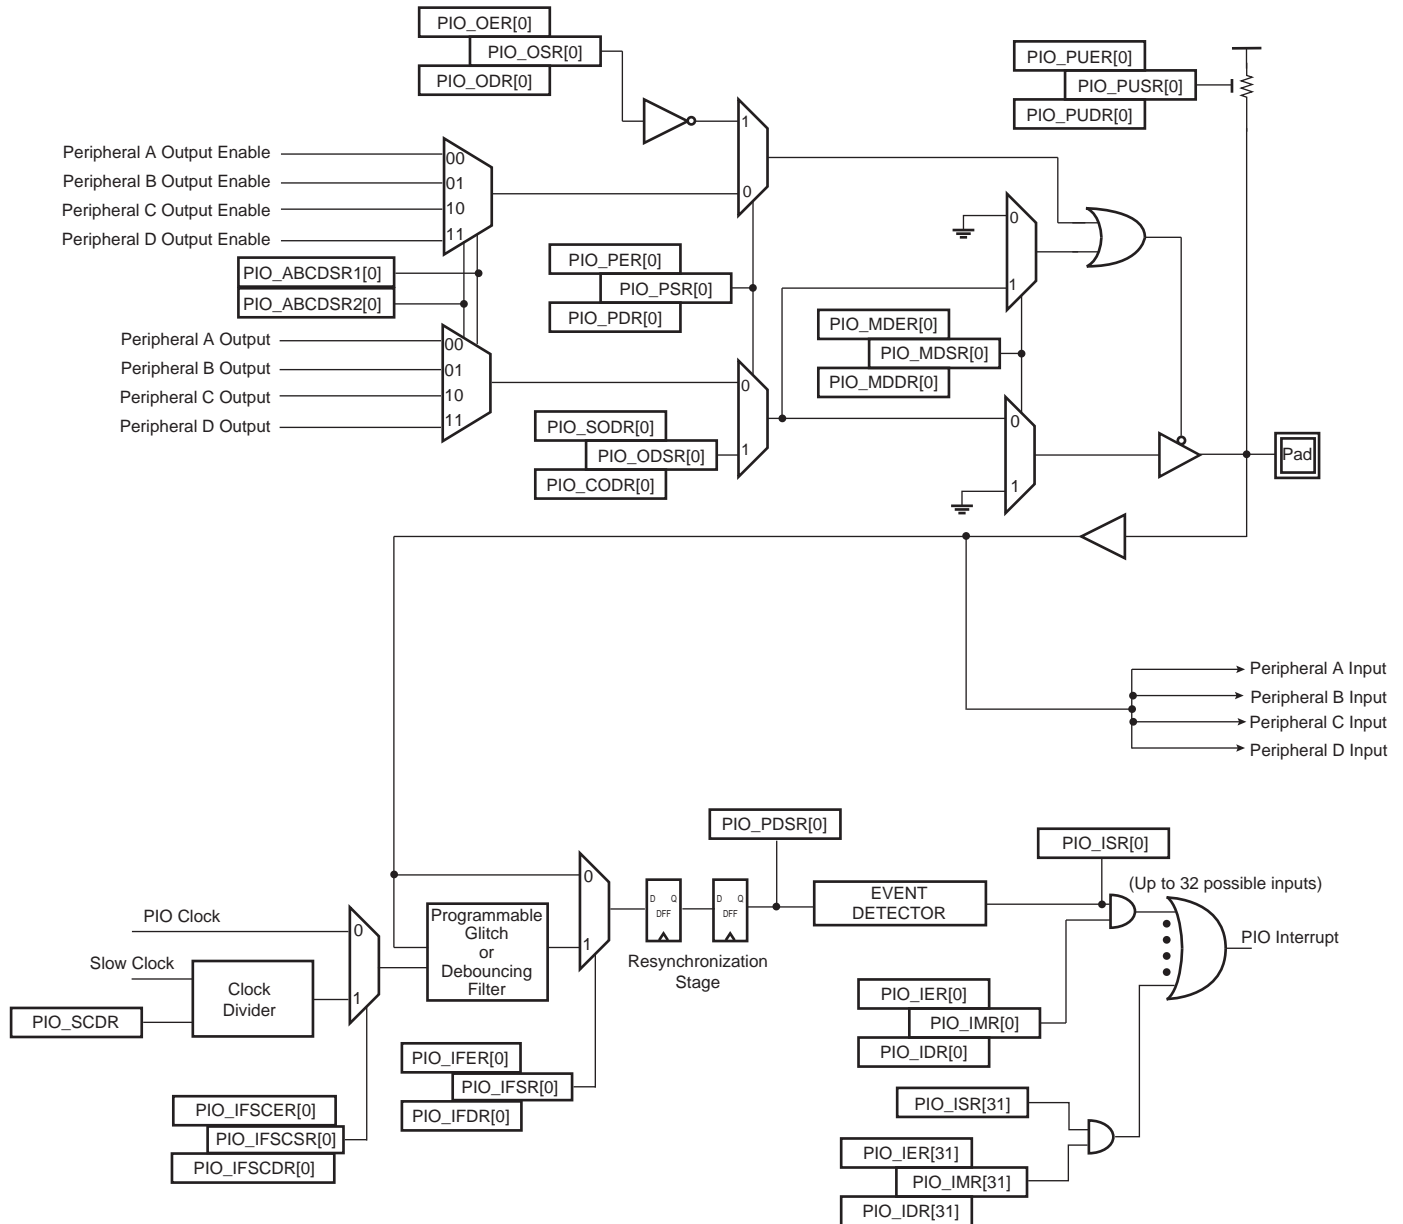 PIO_OER[0]
PIO_OSR[0]
PIO_ODR[0]
PIO_PUER[0]
PIO_PUSR[0]
PIO_PUDR[0]
1
0
Peripheral A Output Enable
Peripheral B Output Enable
Peripheral C Output Enable
Peripheral D Output Enable
00
01
10
11
PIO_ABCDSR1[0]
PIO_ABCDSR2[0]
PIO_PER[0]
PIO_PSR[0]
PIO_PDR[0]
0
1
PIO_MDER[0]
PIO_MDSR[0]
PIO_MDDR[0]
Peripheral A Output
Peripheral B Output
Peripheral C Output
Peripheral D Output
00
01
10
11
0
1
PIO_SODR[0]
PIO_ODSR[0]
PIO_CODR[0]
0
1
Pad
Peripheral A Input
Peripheral B Input
Peripheral C Input
Peripheral D Input
PIO_PDSR[0]
PIO_ISR[0]
(Up to 32 possible inputs)
0
1
D Q
DFF
D Q
DFF
Resynchronization
Stage
EVENT
DETECTOR
PIO Interrupt
PIO Clock
Slow Clock
PIO_SCDR
Clock
Divider
0
1
Programmable
Glitch
or
Debouncing
Filter
PIO_IER[0]
PIO_IMR[0]
PIO_IDR[0]
PIO_IFER[0]
PIO_IFSR[0]
PIO_IFDR[0]
PIO_IFSCER[0]
PIO_IFSCSR[0]
PIO_IFSCDR[0]
PIO_ISR[31]
PIO_IER[31]
PIO_IMR[31]
PIO_IDR[31]